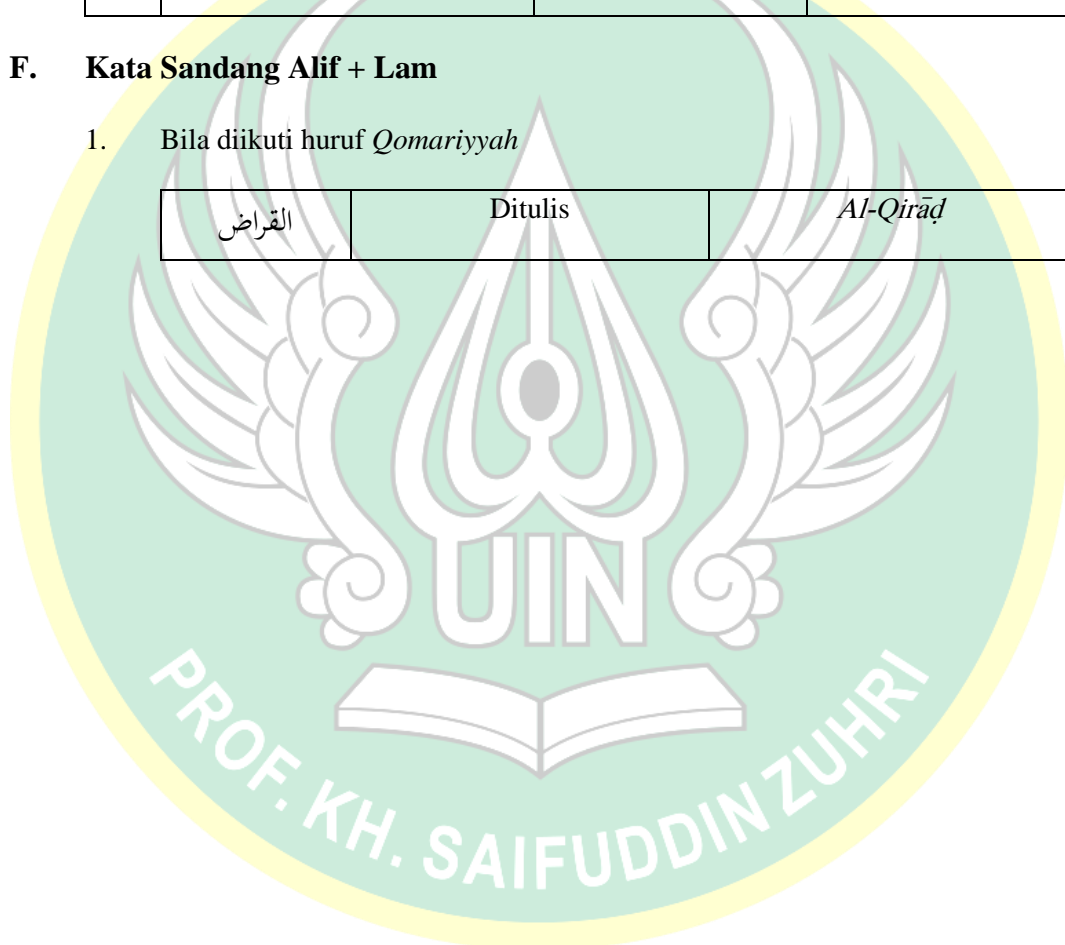 F. Kata Sandang Alif + Lam
1. Bila diikuti huruf Qomariyyah
القراض Ditulis Al-Qirāḍ
UIN
PROF. KH. SAIFUDDIN ZUHRI